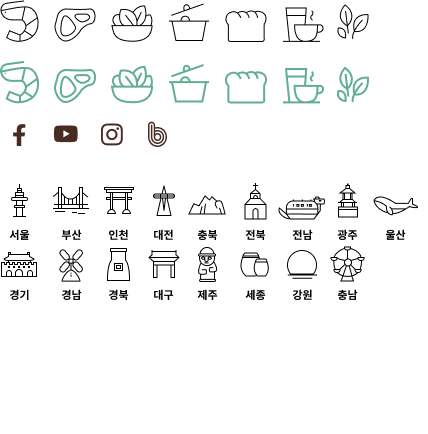 서울 부산 인천 대전 충북 전북 전남 광주 울산
경기 경남 경북 대구 제주 세종 강원 충남